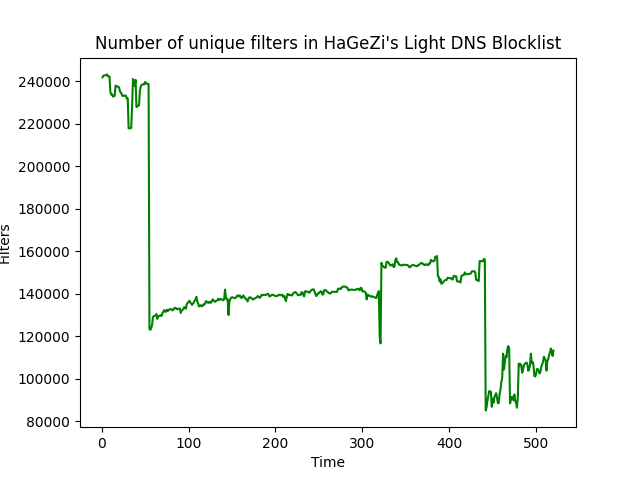 Number of unique filters in HaGeZi's Light DNS Blocklist
240000
220000
200000
180000
160000
140000
120000
100000
80000
Filters
0 100 200 300 400 500
Time